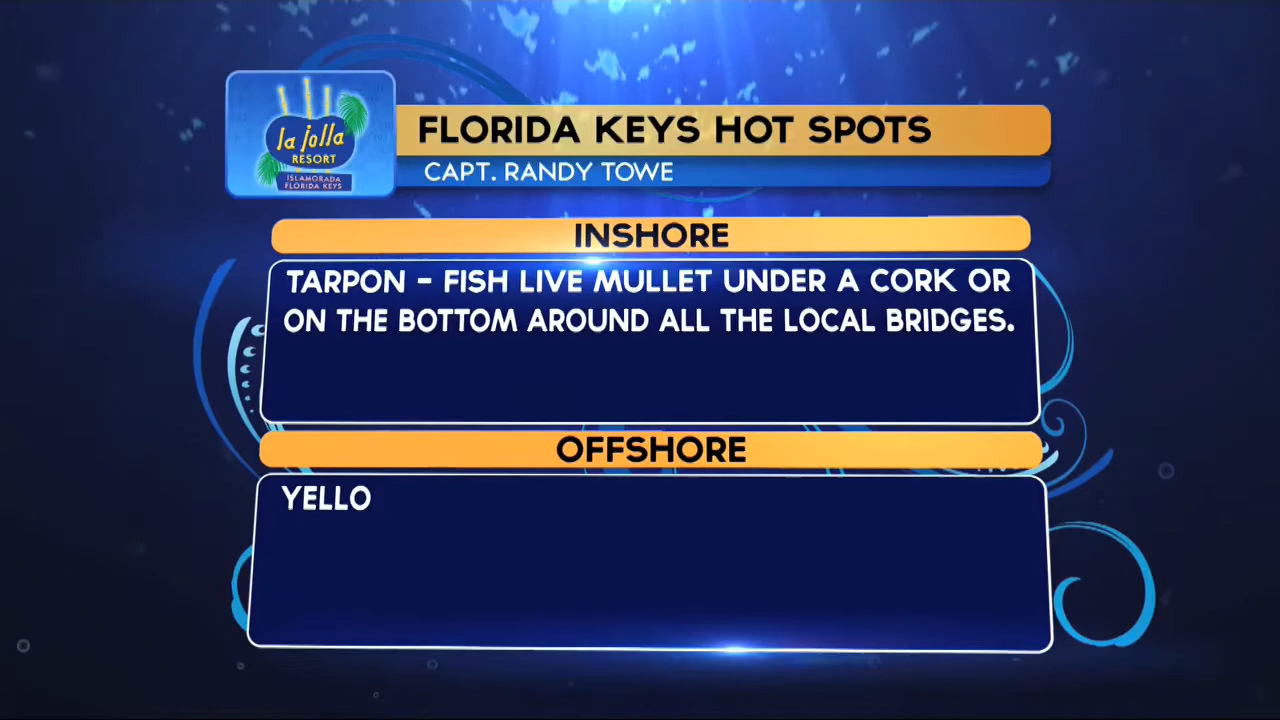 la jolla
RESORT
ISLAMORADA
FLORIDA KEYS
FLORIDA KEYS HOT SPOTS
CAPT. RANDY TOWE
INSHORE
TARPON - FISH LIVE MULLET UNDER A CORK OR
ON THE BOTTOM AROUND ALL THE LOCAL BRIDGES.
OFFSHORE
YELLO